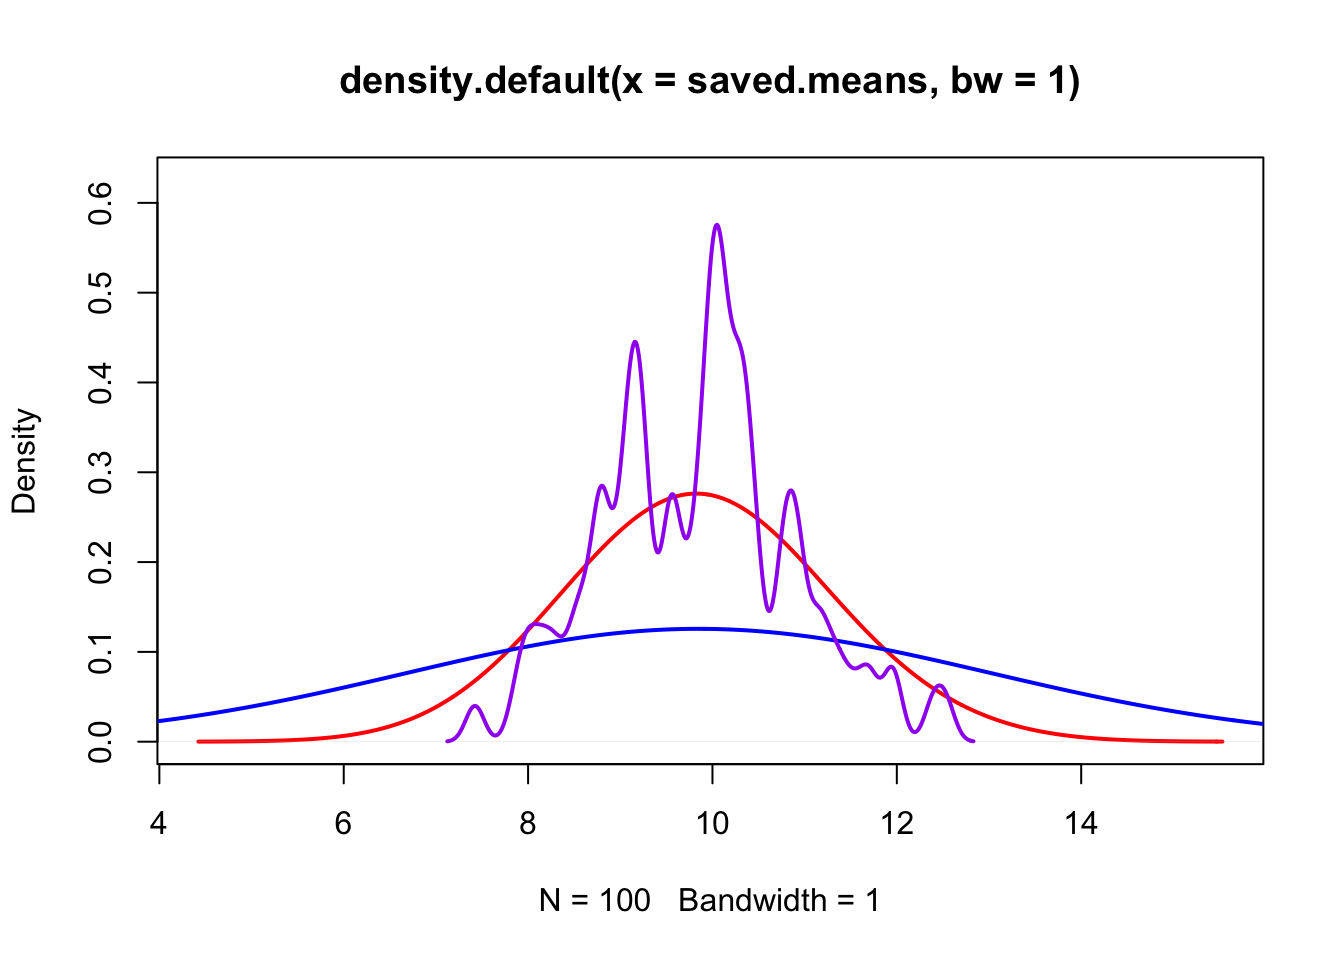 density.default(x = saved.means, bw = 1)
Density
0.6
0.5
0.4
0.3
0.2
0.1
0.0
4 6 8 10 12 14
N = 100 Bandwidth = 1